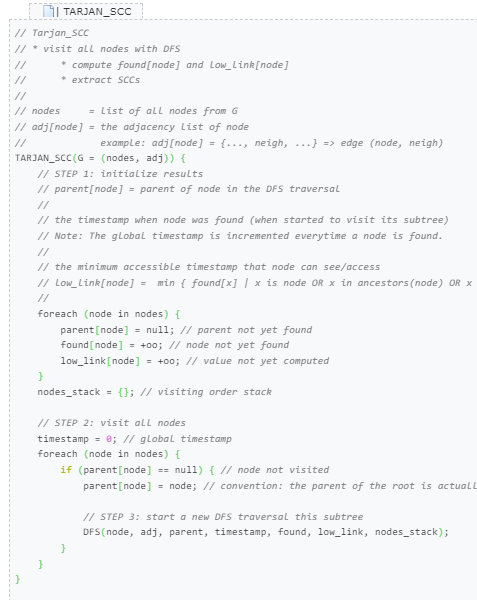 TARJAN_SCC
// Tarjan_SCC
// * visit all nodes with DFS
//      * compute found[node] and low_link[node]
//      * extract SCCs
//
// nodes     = list of all nodes from G
// adj[node] = the adjacency list of node
//             example: adj[node] = {..., neigh, ...} => edge (node, neigh)
TARJAN_SCC(G = (nodes, adj)) {
    // STEP 1: initialize results
    // parent[node] = parent of node in the DFS traversal
    //
    // the timestamp when node was found (when started to visit its subtree)
    // Note: The global timestamp is incremented everytime a node is found.
    //
    // the minimum accessible timestamp that node can see/access
    // low_link[node] =  min { found[x] | x is node OR x in ancestors(node) OR x
    //
    foreach (node in nodes) {
        parent[node] = null; // parent not yet found
        found[node] = +oo; // node not yet found
        low_link[node] = +oo; // value not yet computed
    }
    nodes_stack = {}; // visiting order stack

    // STEP 2: visit all nodes
    timestamp = 0; // global timestamp
    foreach (node in nodes) {
        if (parent[node] == null) { // node not visited
            parent[node] = node; // convention: the parent of the root is actuall

            // STEP 3: start a new DFS traversal this subtree
            DFS(node, adj, parent, timestamp, found, low_link, nodes_stack);
        }
    }
}